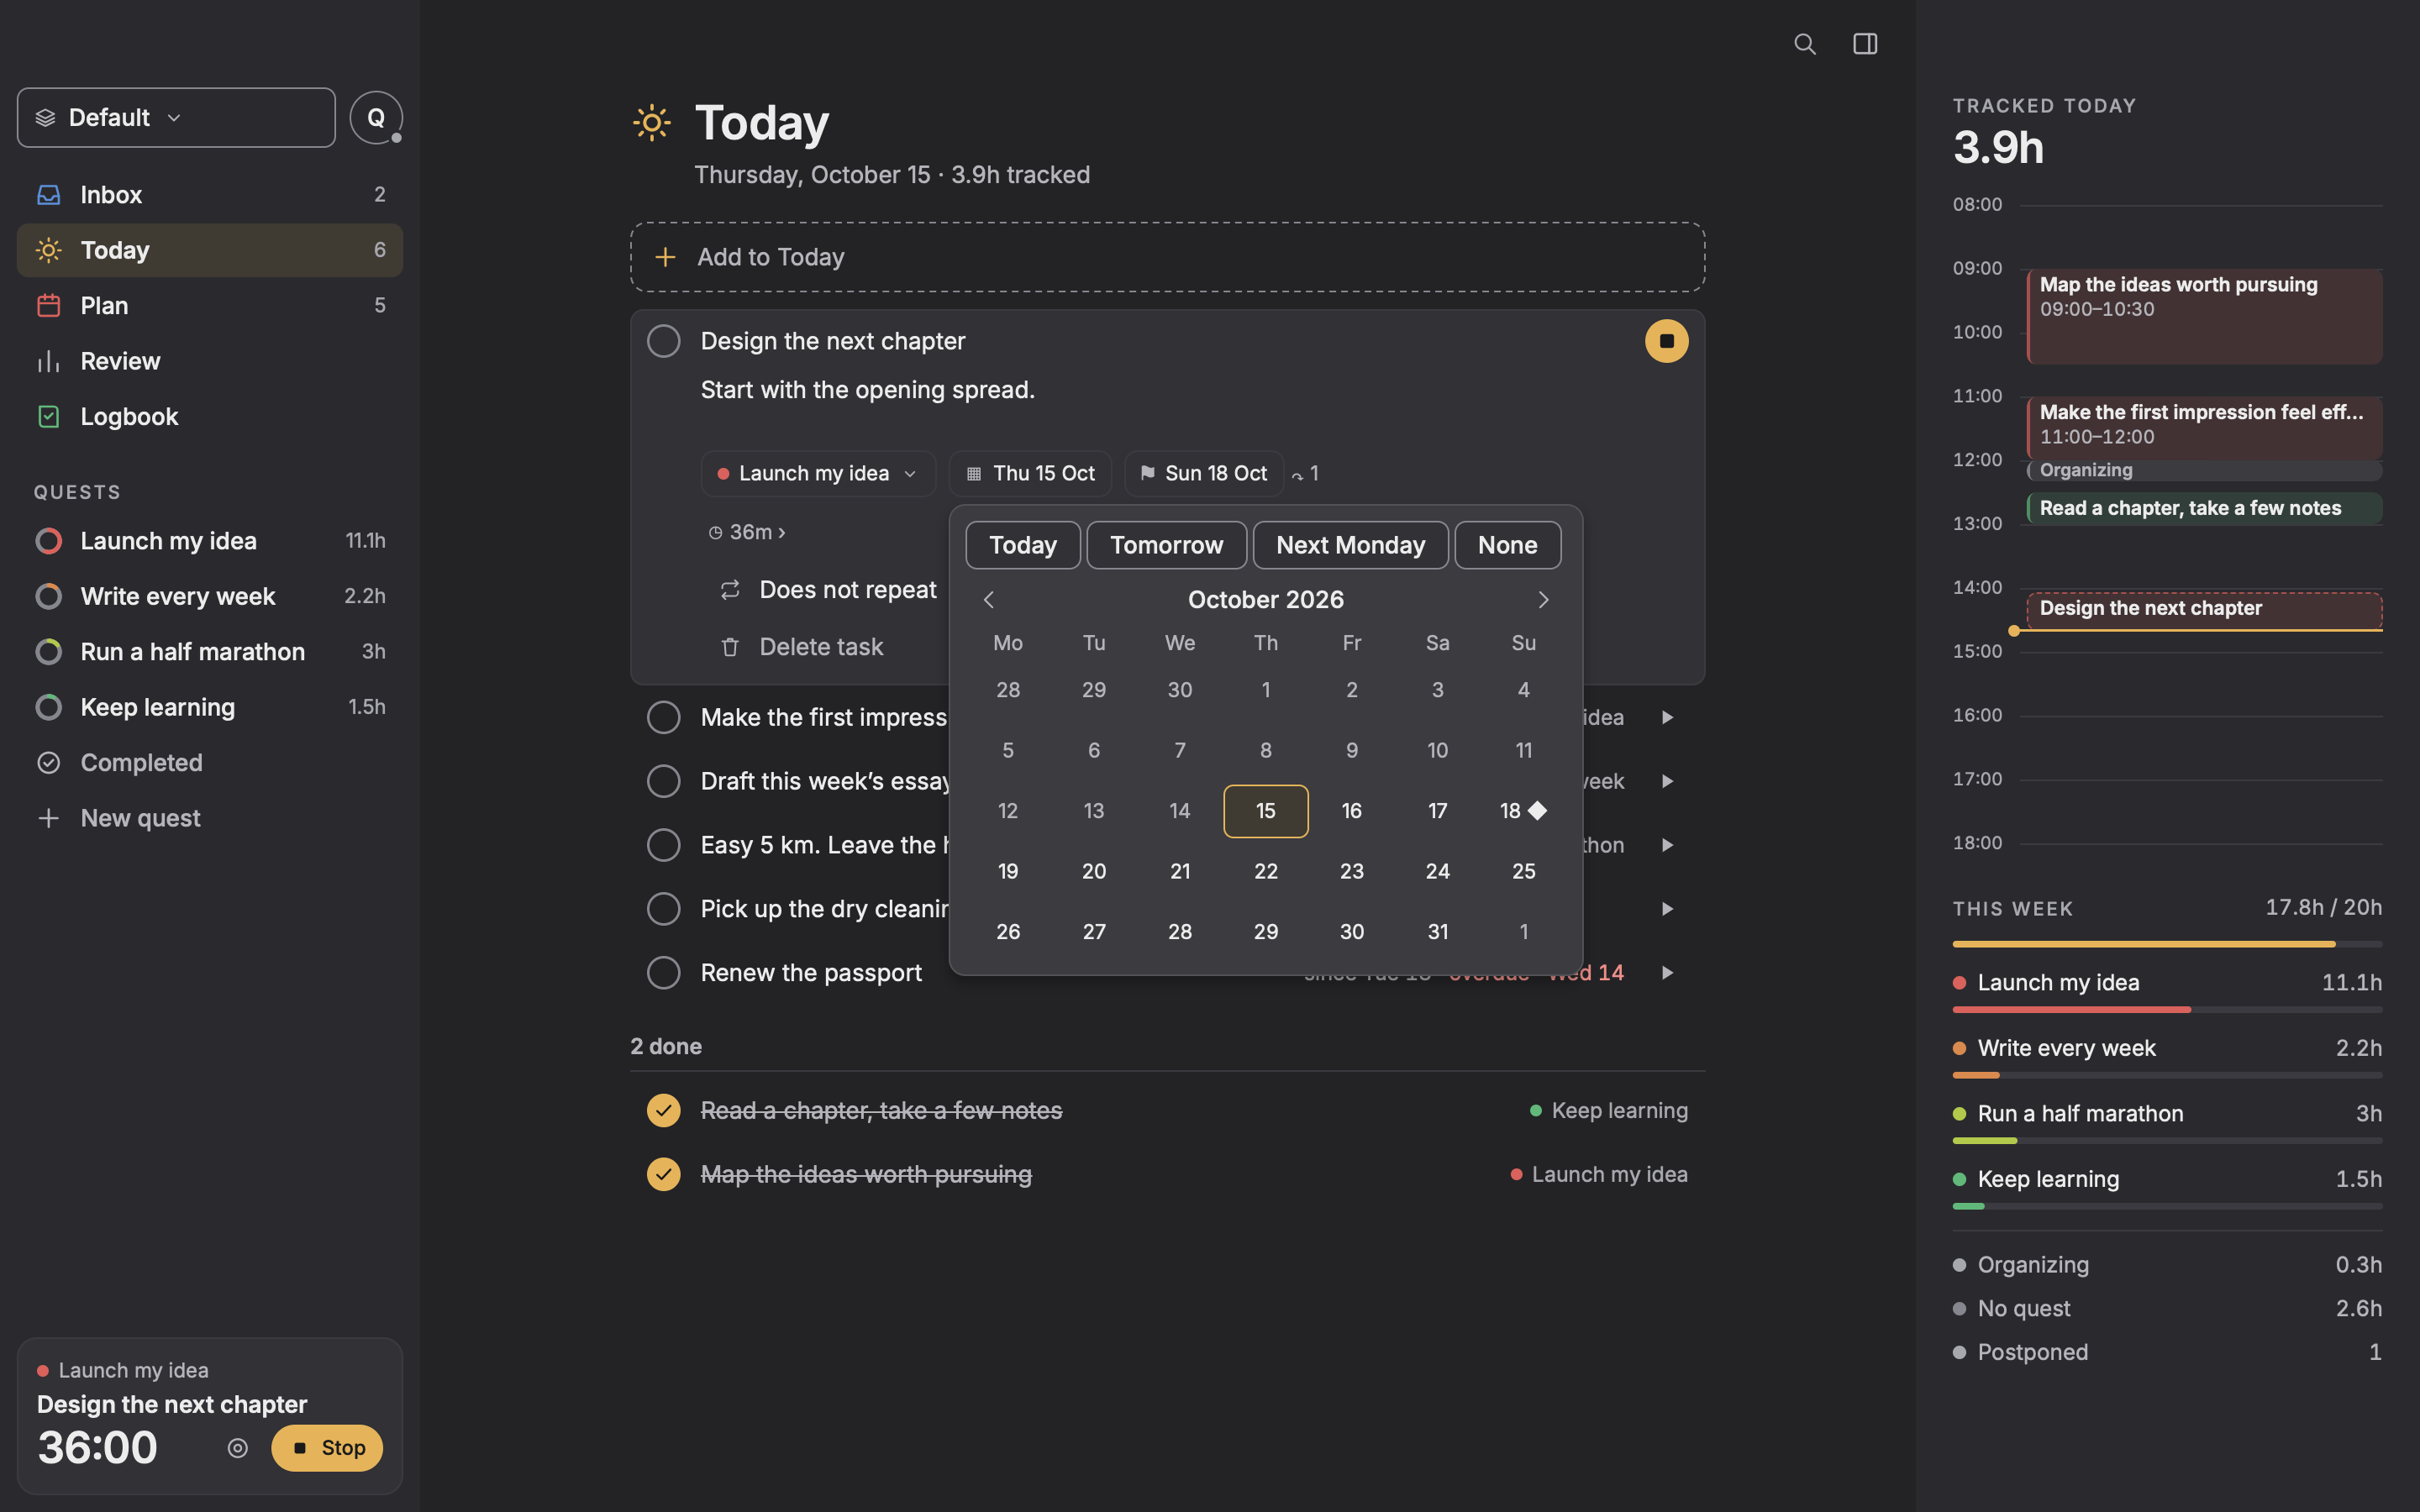 Default
Q
Inbox 2
Today 6
Plan 5
Review
Logbook
QUESTS
Launch my idea 11.1h
Write every week 2.2h
Run a half marathon 3h
Keep learning 1.5h
Completed
New quest
Launch my idea
Design the next chapter
36:00
Stop
Today
Thursday, October 15 · 3.9h tracked
Add to Today
Design the next chapter
Start with the opening spread.
Launch my idea Thu 15 Oct Sun 18 Oct 1
36m ›
Does not repeat
Delete task
Today Tomorrow Next Monday None
October 2026
Mo Tu We Th Fr Sa Su
28 29 30 1 2 3 4
5 6 7 8 9 10 11
12 13 14 15 16 17 18
19 20 21 22 23 24 25
26 27 28 29 30 31 1
Make the first idea
Draft this week’s essay
Easy 5 km. Leave the
Pick up the dry
Renew the passport 14
2 done
Read a chapter, take a few notes Keep learning
Map the ideas worth pursuing Launch my idea
TRACKED TODAY
3.9h
08:00
09:00
Map the ideas worth pursuing
09:00–10:30
10:00
11:00
Make the first impression feel eff…
11:00–12:00
12:00
Organizing
Read a chapter, take a few notes
13:00
14:00
Design the next chapter
15:00
16:00
17:00
18:00
THIS WEEK 17.8h / 20h
Launch my idea 11.1h
Write every week 2.2h
Run a half marathon 3h
Keep learning 1.5h
Organizing 0.3h
No quest 2.6h
Postponed 1